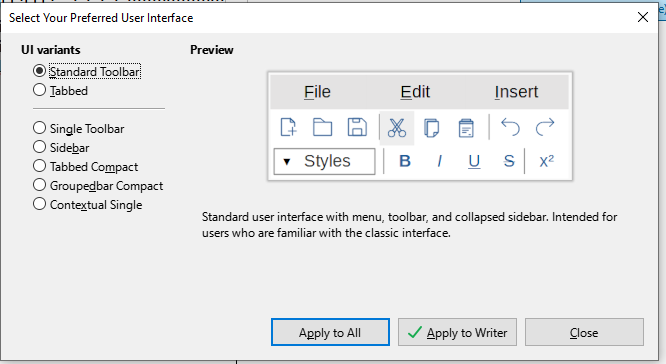 Select Your Preferred User Interface
UI variants
Standard Toolbar
Tabbed
Single Toolbar
Sidebar
Tabbed Compact
Groupedbar Compact
Contextual Single
Preview
File Edit Insert
Styles B I U S x²
Standard user interface with menu, toolbar, and collapsed sidebar. Intended for
users who are familiar with the classic interface.
Apply to All Apply to Writer Close